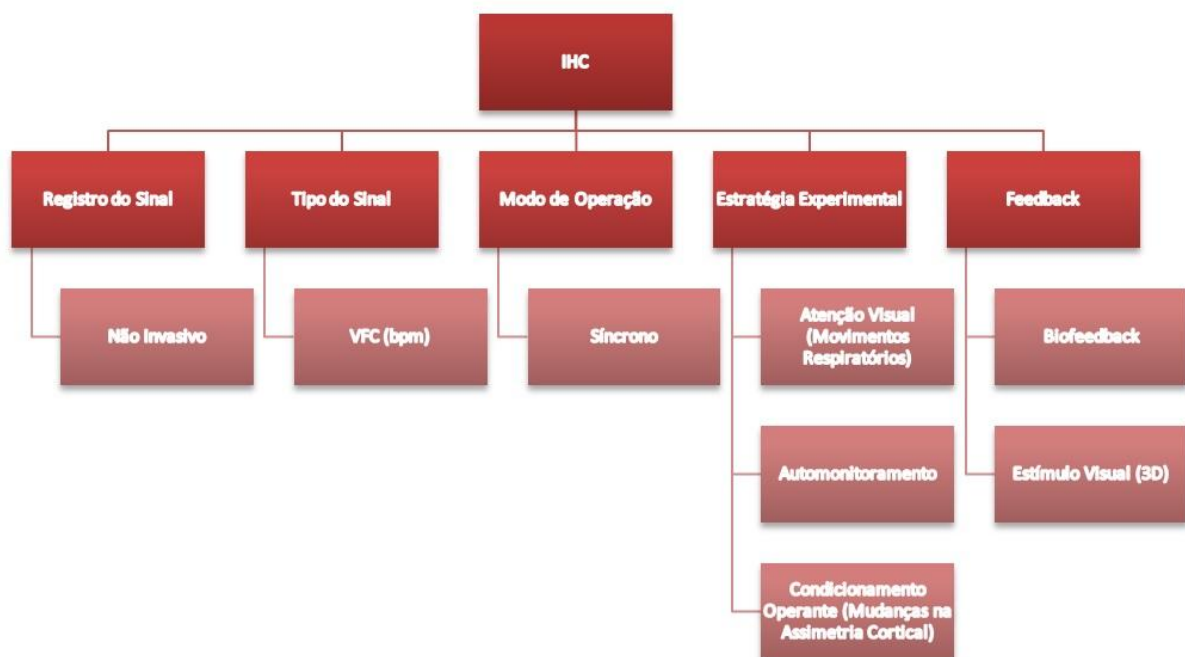 IHC
Registro do Sinal
Tipo do Sinal
Modo de Operação
Estratégia Experimental
Feedback
Não Invasivo
VFC (bpm)
Síncrono
Atenção Visual
(Movimentos
Respiratórios)
Biofeedback
Automonitoramento
Estímulo Visual (3D)
Condicionamento
Operante (Mudanças na
Assimetria Cortical)